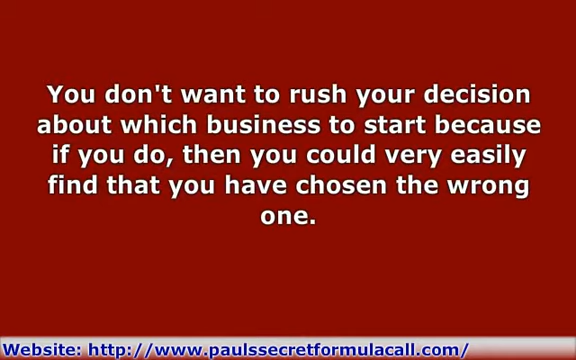 You don't want to rush your decision
about which business to start because
if you do, then you could very easily
find that you have chosen the wrong
one.
Website: http://www.paulssecretformulacall.com/